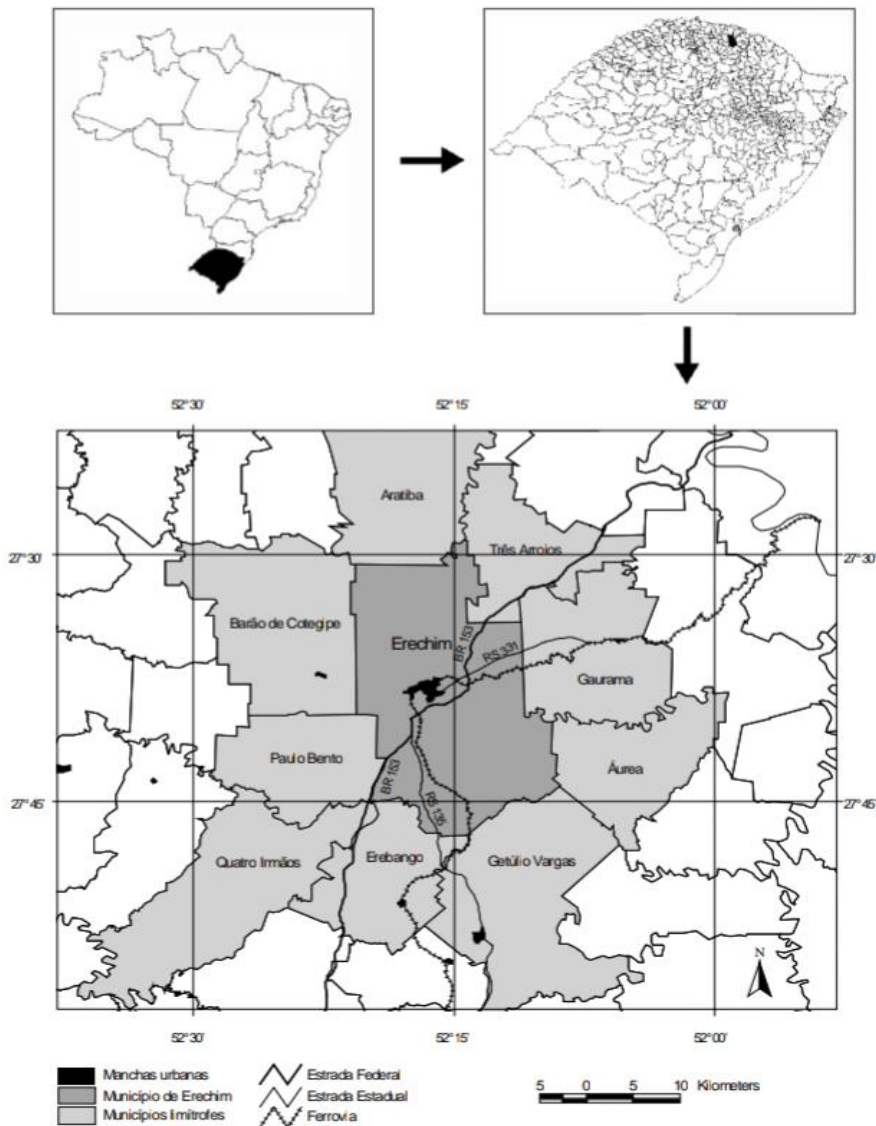 52°30' 52°15' 52°00'
Aratiba
Três Arroios
27°30' 27°30'
Barão de Cotegipe
Erechim
BR 153
RS 331
Gaurama
Paulo Bento
Áurea
BR 153
RS 135
27°45' 27°45'
Quatro Irmãos
Erebango
Getúlio Vargas
N
52°30' 52°15' 52°00'
Manchas urbanas
Município de Erechim
Municípios limítrofes
Estrada Federal
Estrada Estadual
Ferrovia
5 0 5 10 Kilometers